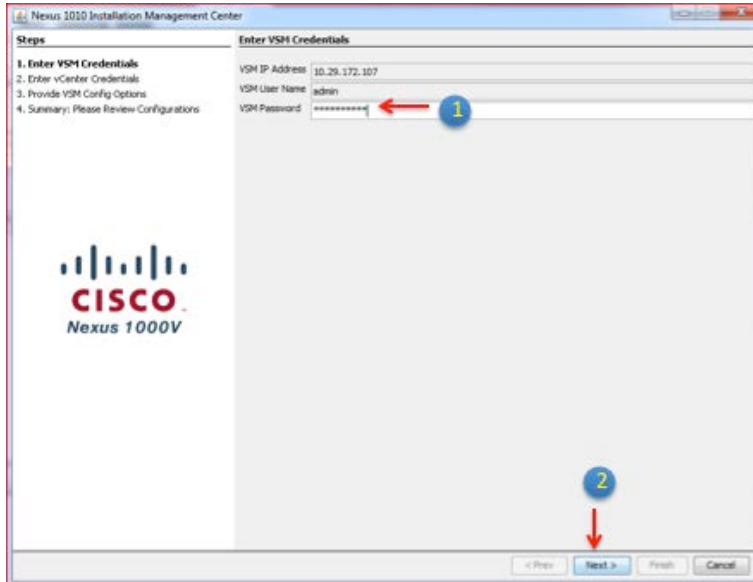 Nexus 1010 Installation Management Center
Steps
1. Enter VSM Credentials
2. Enter vCenter Credentials
3. Provide VSM Config Options
4. Summary: Please Review Configurations
CISCO
Nexus 1000V
Enter VSM Credentials
VSM IP Address 10.29.172.107
VSM User Name admin
VSM Password **********
1
2
< Prev Next > Finish Cancel